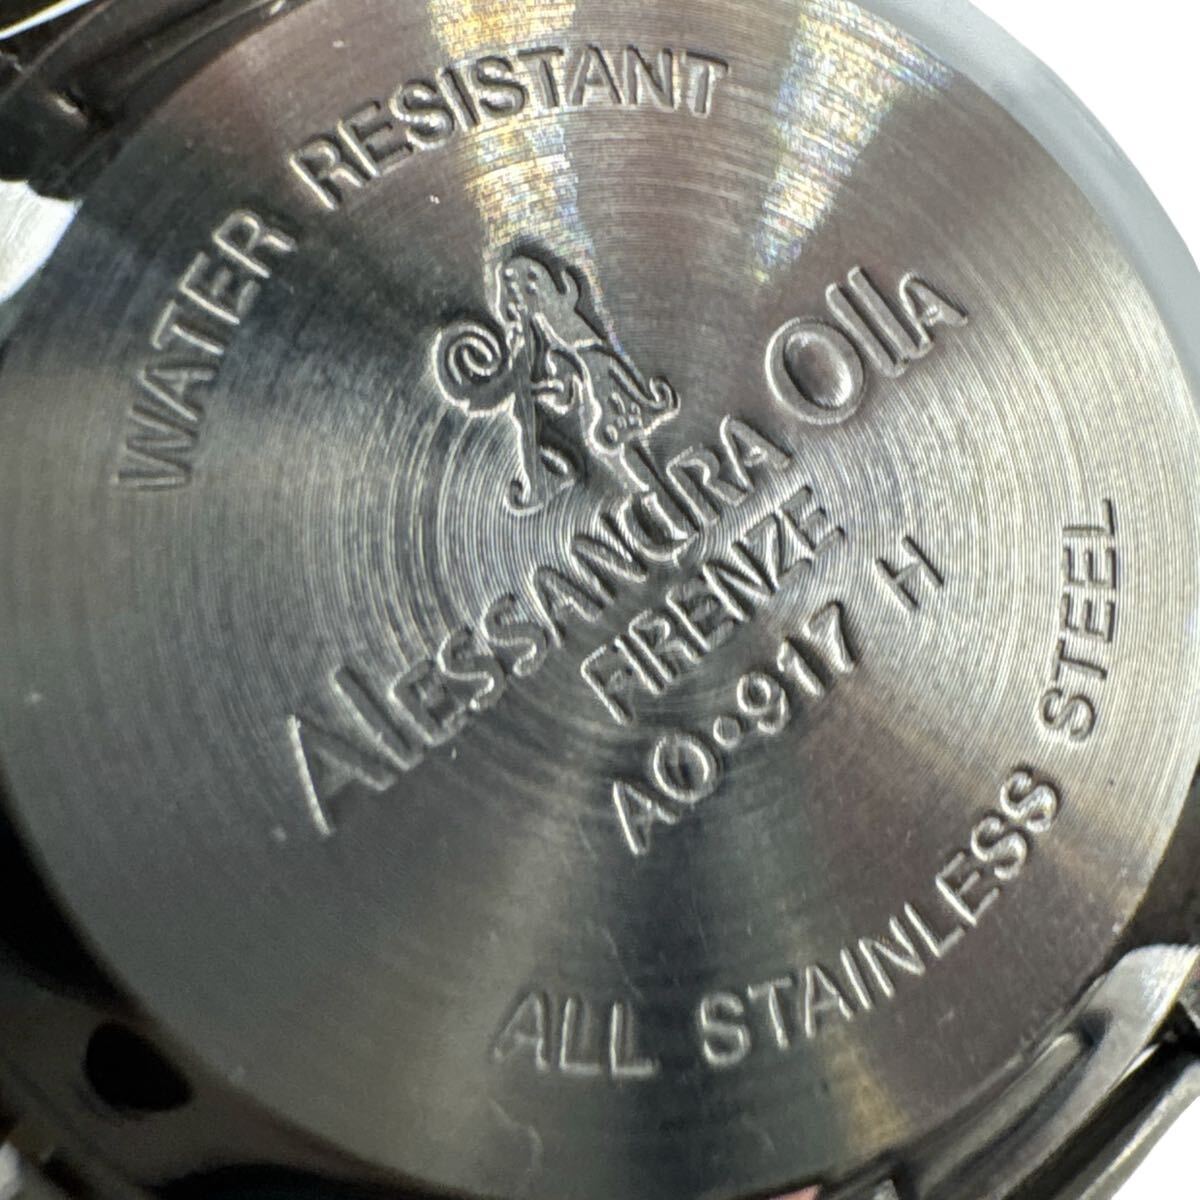 WATER RESISTANT
ALESSANdRA OllA
FIRENZE
AO・917 H
ALL STAINLESS STEEL